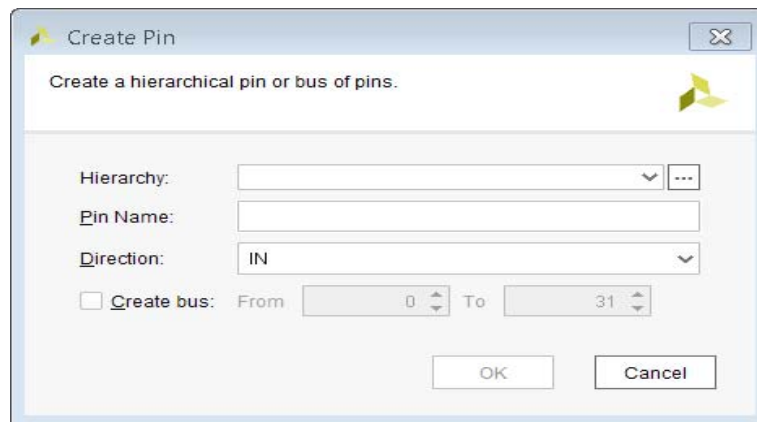 Create Pin
Create a hierarchical pin or bus of pins.
Hierarchy:
...
Pin Name:
Direction: IN
Create bus: From 0 To 31
OK Cancel